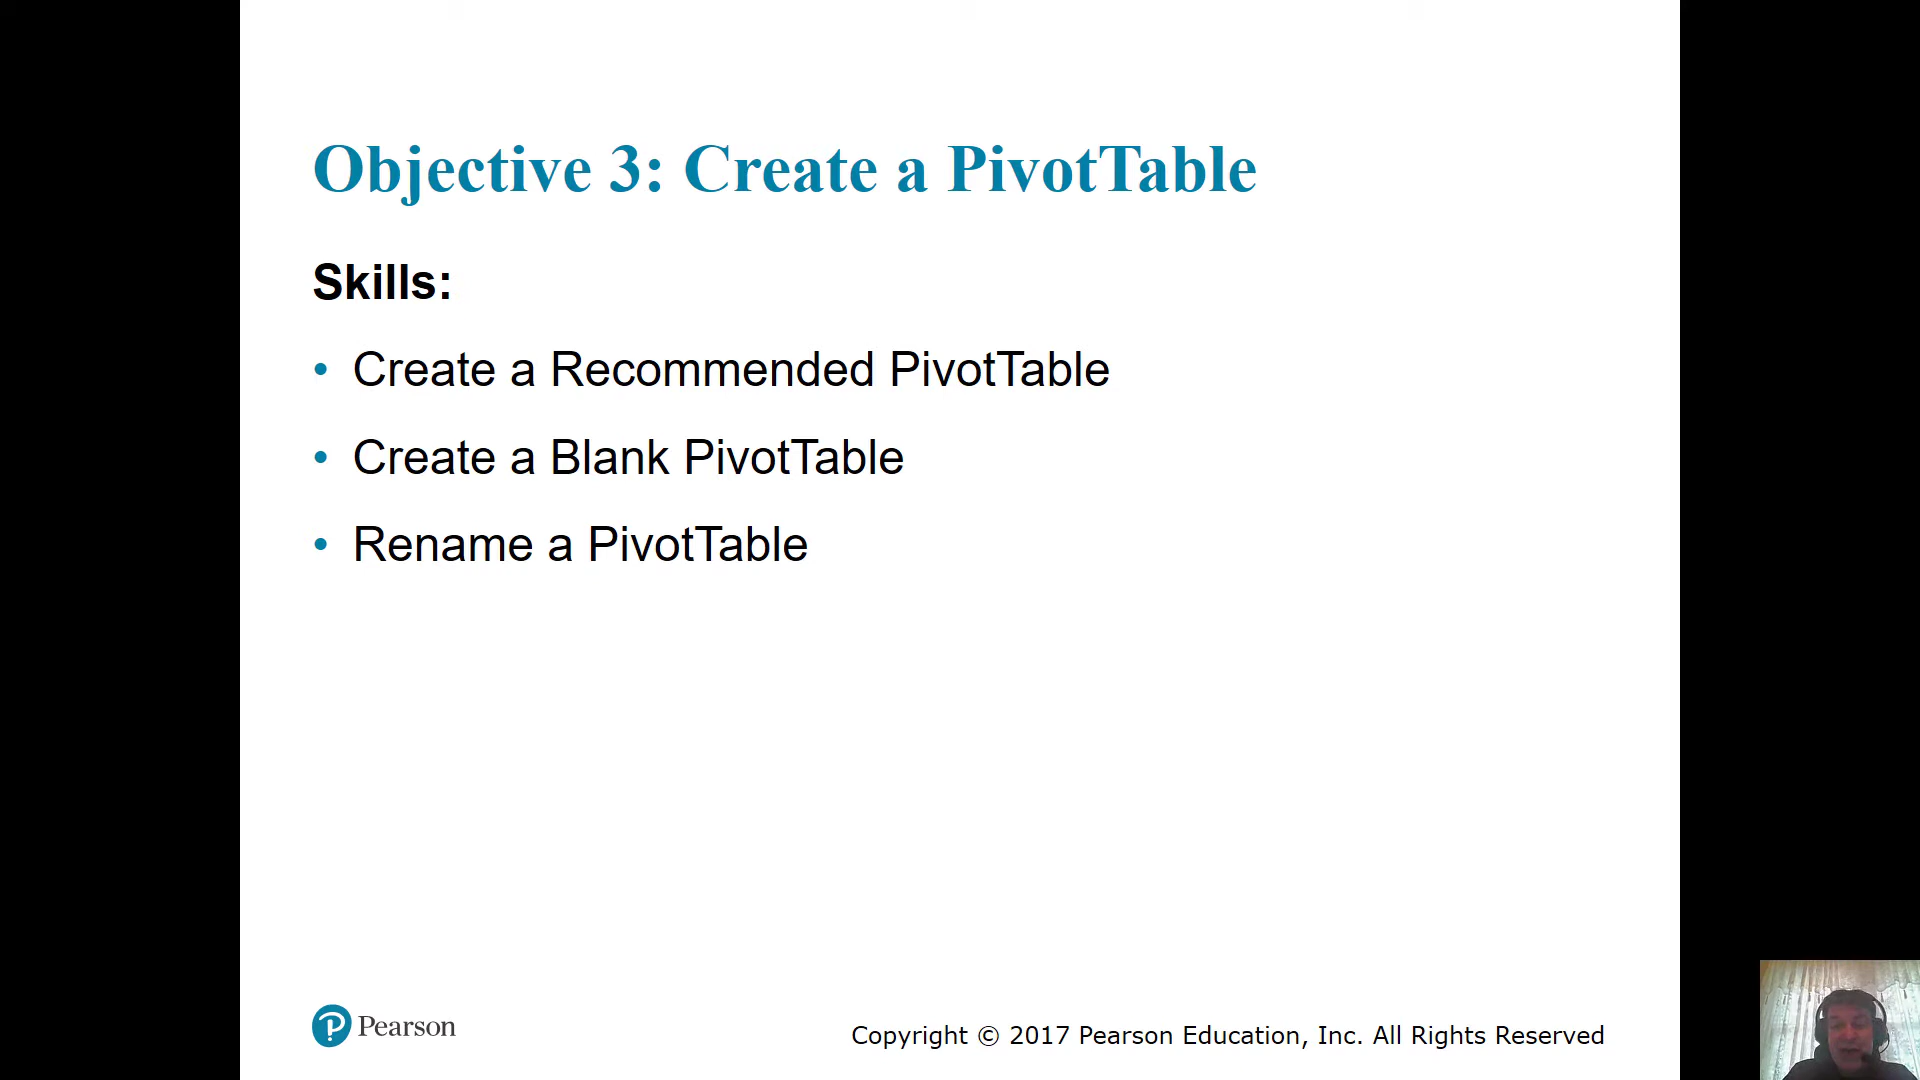 Objective 3: Create a PivotTable
Skills:
• Create a Recommended PivotTable
• Create a Blank PivotTable
• Rename a PivotTable
Pearson
Copyright © 2017 Pearson Education, Inc. All Rights Reserved